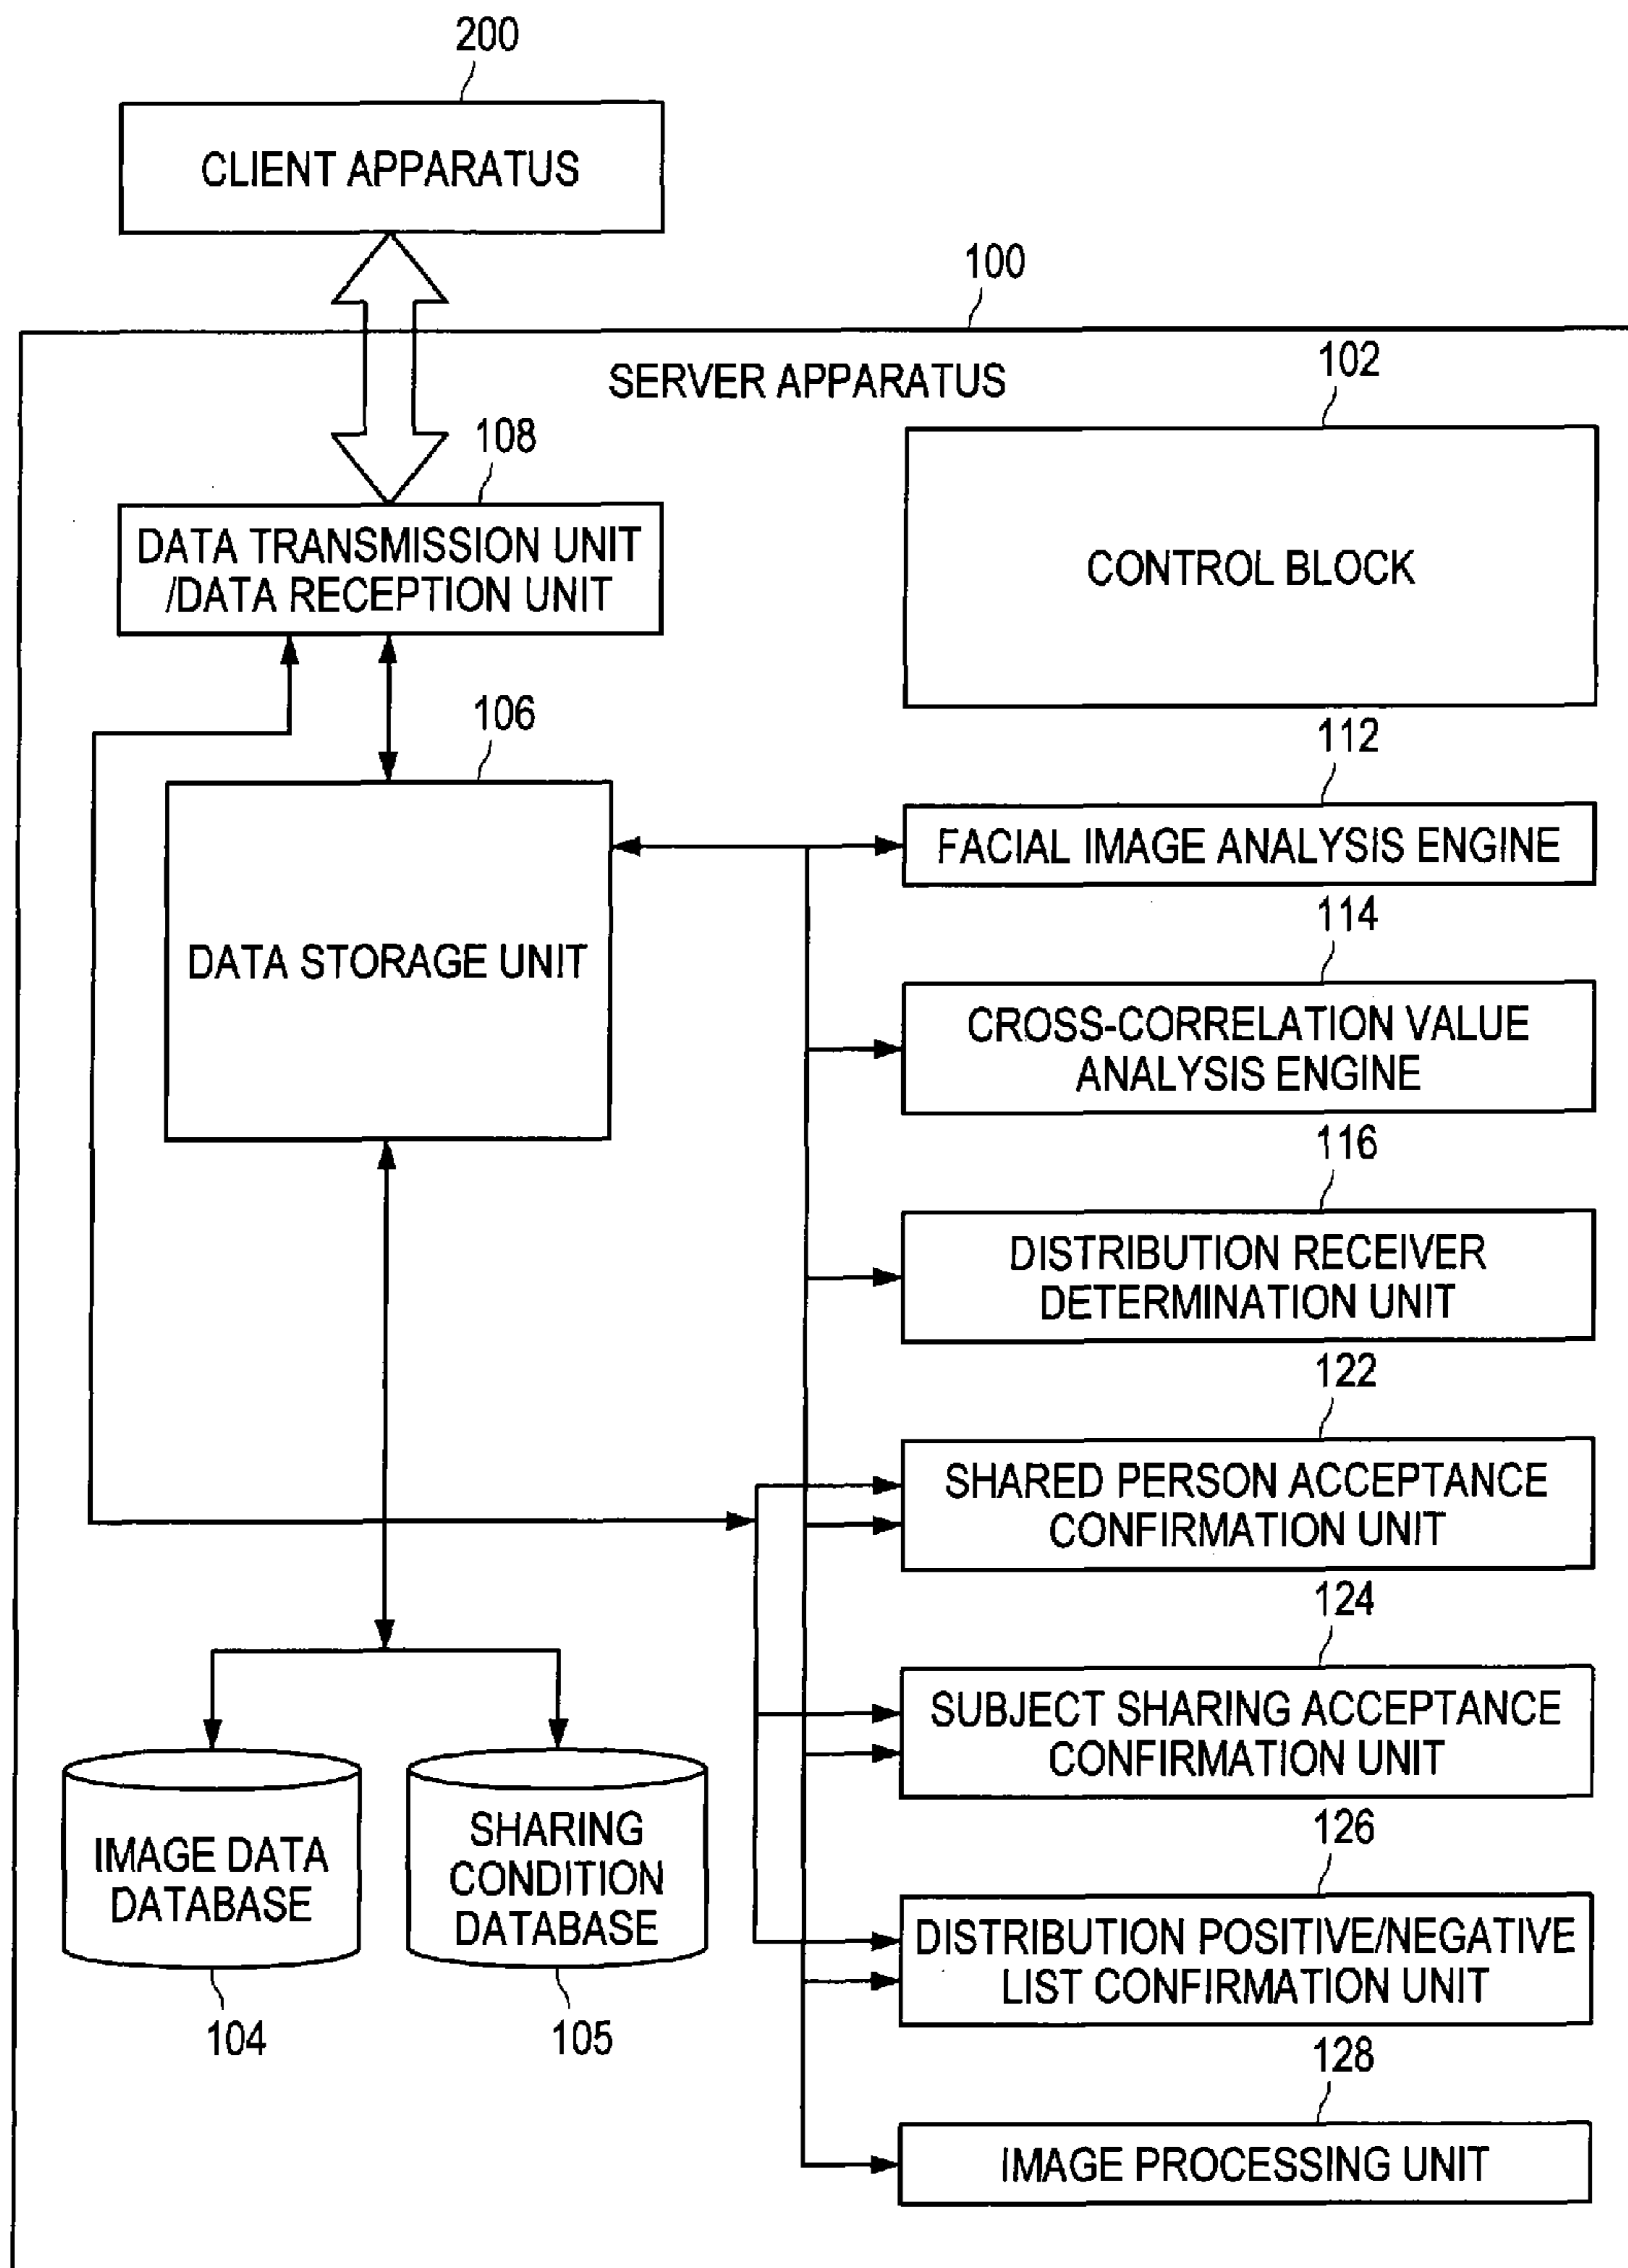 200
CLIENT APPARATUS
100
SERVER APPARATUS
102
CONTROL BLOCK
108
DATA TRANSMISSION UNIT
/DATA RECEPTION UNIT
106
DATA STORAGE UNIT
112
FACIAL IMAGE ANALYSIS ENGINE
114
CROSS-CORRELATION VALUE
ANALYSIS ENGINE
116
DISTRIBUTION RECEIVER
DETERMINATION UNIT
122
SHARED PERSON ACCEPTANCE
CONFIRMATION UNIT
124
SUBJECT SHARING ACCEPTANCE
CONFIRMATION UNIT
126
DISTRIBUTION POSITIVE/NEGATIVE
LIST CONFIRMATION UNIT
128
IMAGE PROCESSING UNIT
IMAGE DATA
DATABASE
104
SHARING
CONDITION
DATABASE
105